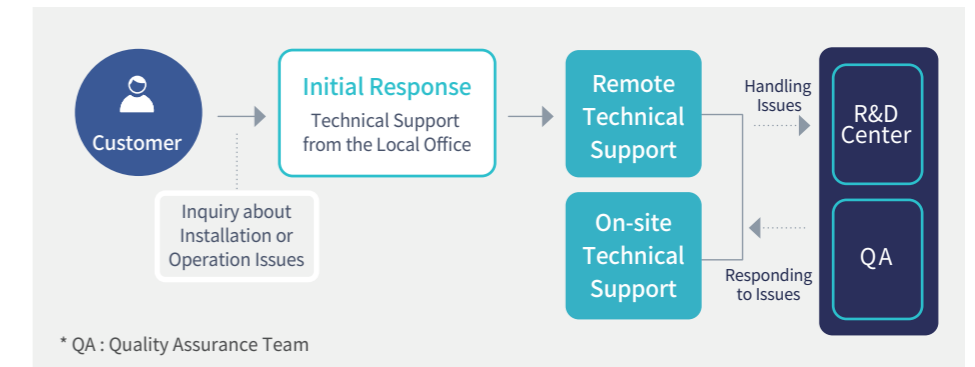 Customer
Inquiry about
Installation or
Operation Issues
Initial Response
Technical Support
from the Local Office
Remote
Technical
Support
On-site
Technical
Support
Handling
Issues
Responding
to Issues
R&D
Center
QA
* QA : Quality Assurance Team